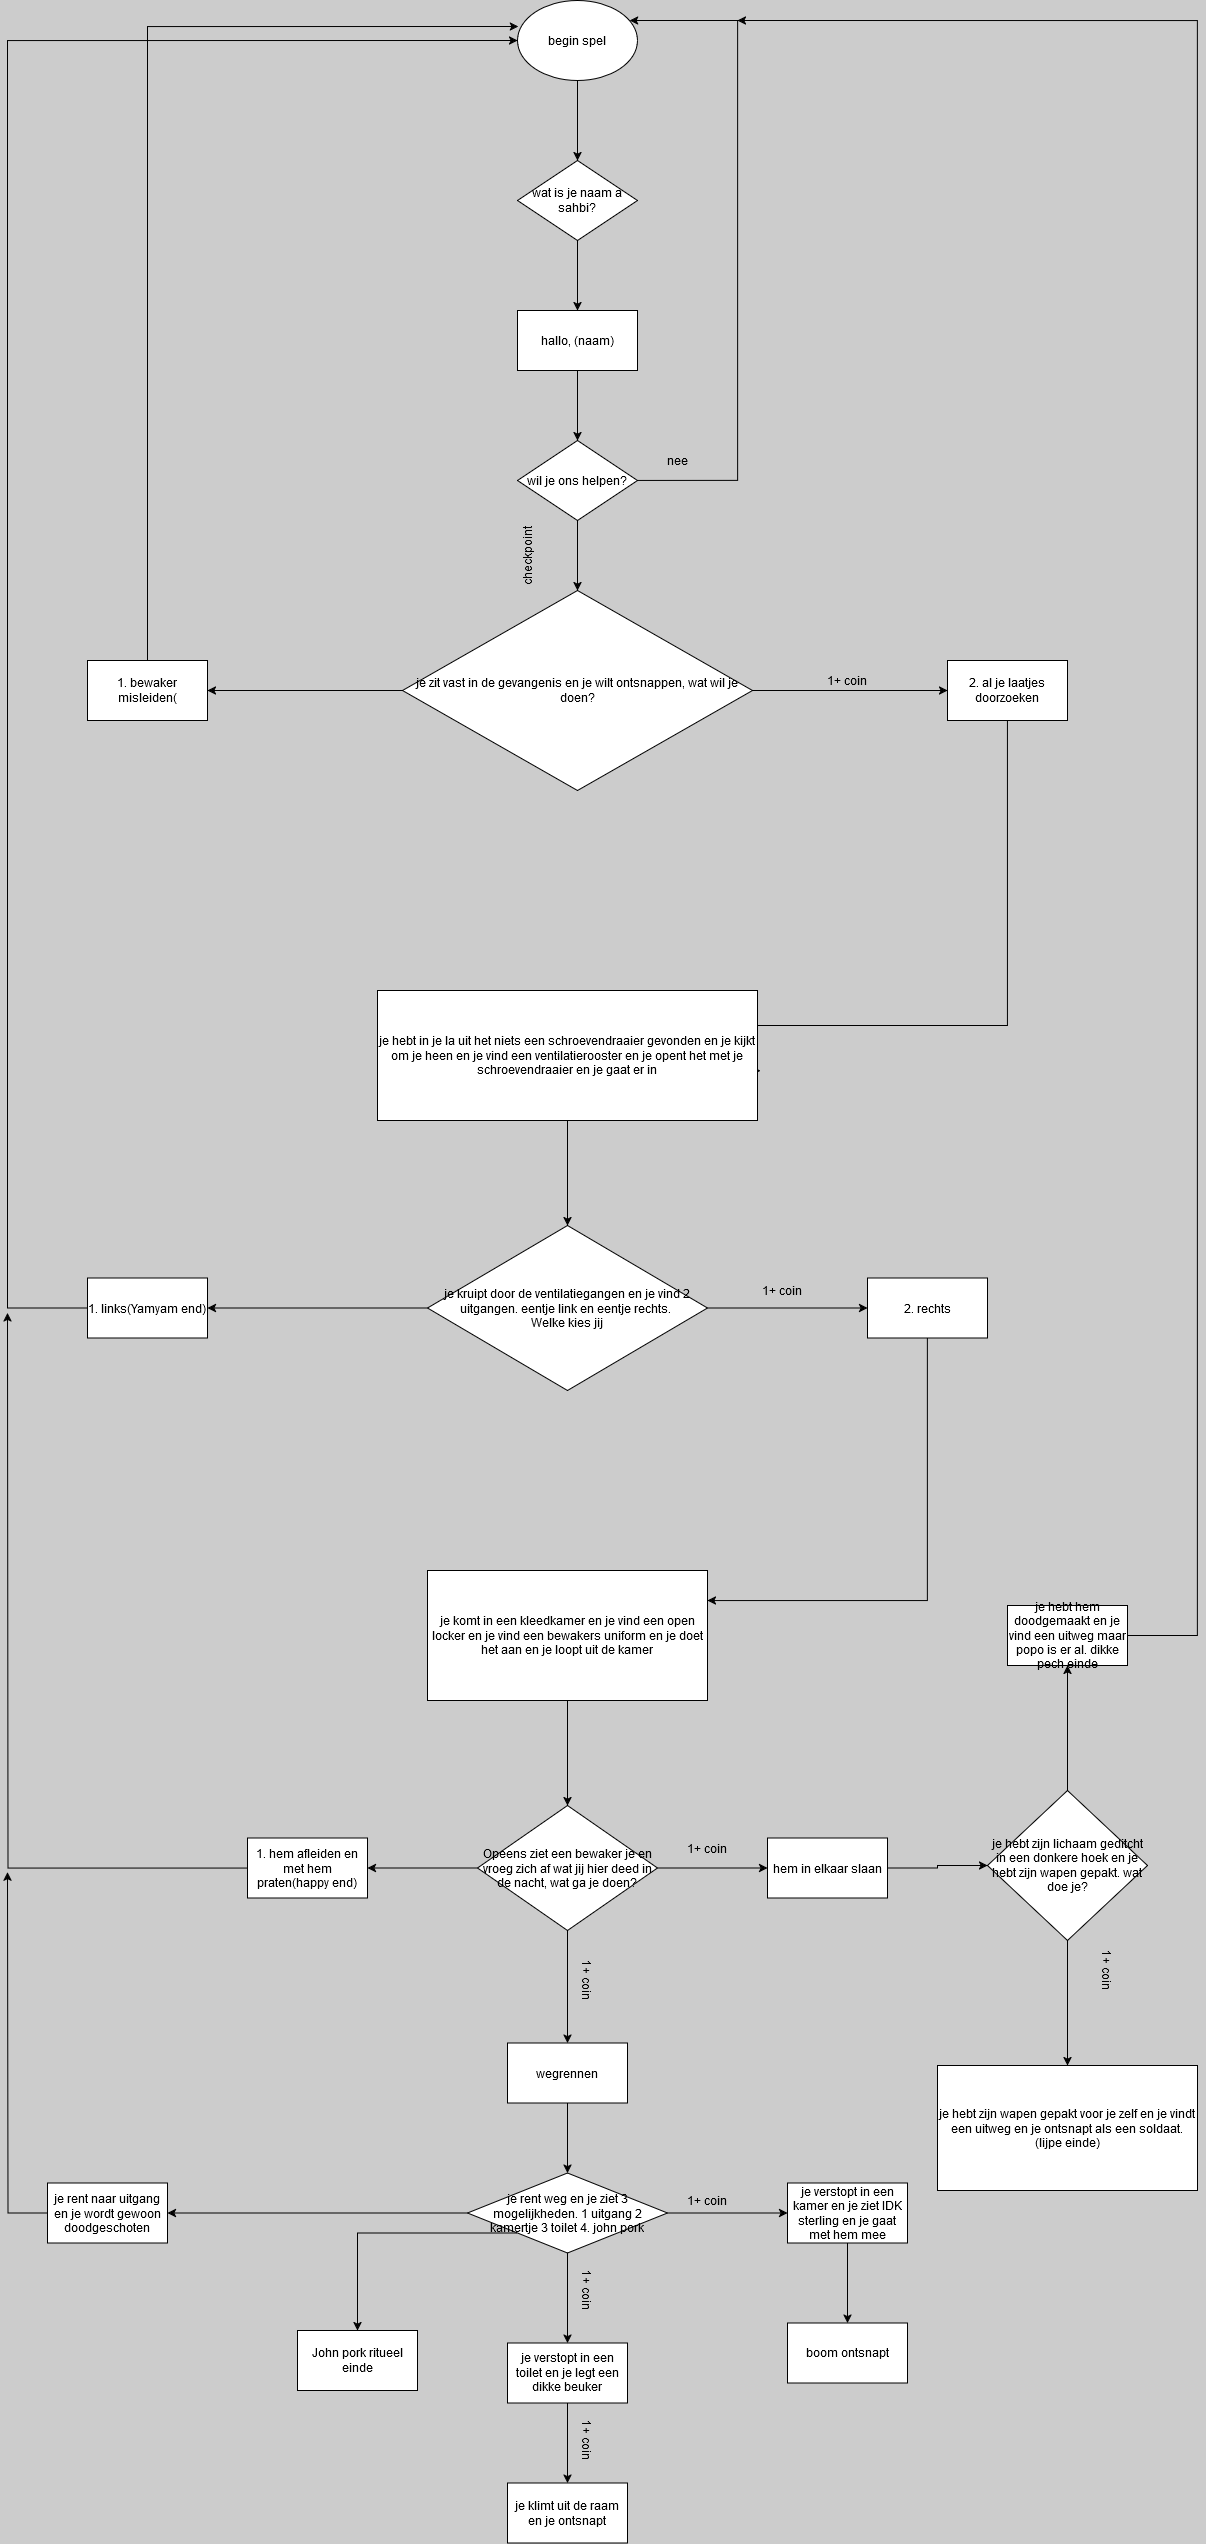 begin spel
wat is je naam a
sahbi?
hallo, (naam)
nee
wil je ons helpen?
checkpoint
1. bewaker
misleiden(
je zit vast in de gevangenis en je wilt ontsnappen, wat wil je
doen?
1+ coin
2. al je laatjes
doorzoeken
je hebt in je la uit het niets een schroevendraaier gevonden en je kijkt
om je heen en je vind een ventilatierooster en je opent het met je
schroevendraaier en je gaat er in
1. links(Yamyam end)
je kruipt door de ventilatiegangen en je vind 2
uitgangen. eentje link en eentje rechts.
Welke kies jij
1+ coin
2. rechts
je komt in een kleedkamer en je vind een open
locker en je vind een bewakers uniform en je doet
het aan en je loopt uit de kamer
je hebt hem
doodgemaakt en je
vind een uitweg maar
popo is er al. dikke
pech einde
1. hem afleiden en
met hem
praten(happy end)
Opeens ziet een bewaker je en
vroeg zich af wat jij hier deed in
de nacht, wat ga je doen?
1+ coin
hem in elkaar slaan
je hebt zijn lichaam geditcht
in een donkere hoek en je
hebt zijn wapen gepakt. wat
doe je?
1+ coin
1+ coin
wegrennen
je hebt zijn wapen gepakt voor je zelf en je vindt
een uitweg en je ontsnapt als een soldaat.
(lijpe einde)
je rent naar uitgang
en je wordt gewoon
doodgeschoten
je rent weg en je ziet 3
mogelijkheden. 1 uitgang 2
kamertje 3 toilet 4. john pork
1+ coin
je verstopt in een
kamer en je ziet IDK
sterling en je gaat
met hem mee
1+ coin
John pork ritueel
einde
je verstopt in een
toilet en je legt een
dikke beuker
boom ontsnapt
1+ coin
je klimt uit de raam
en je ontsnapt